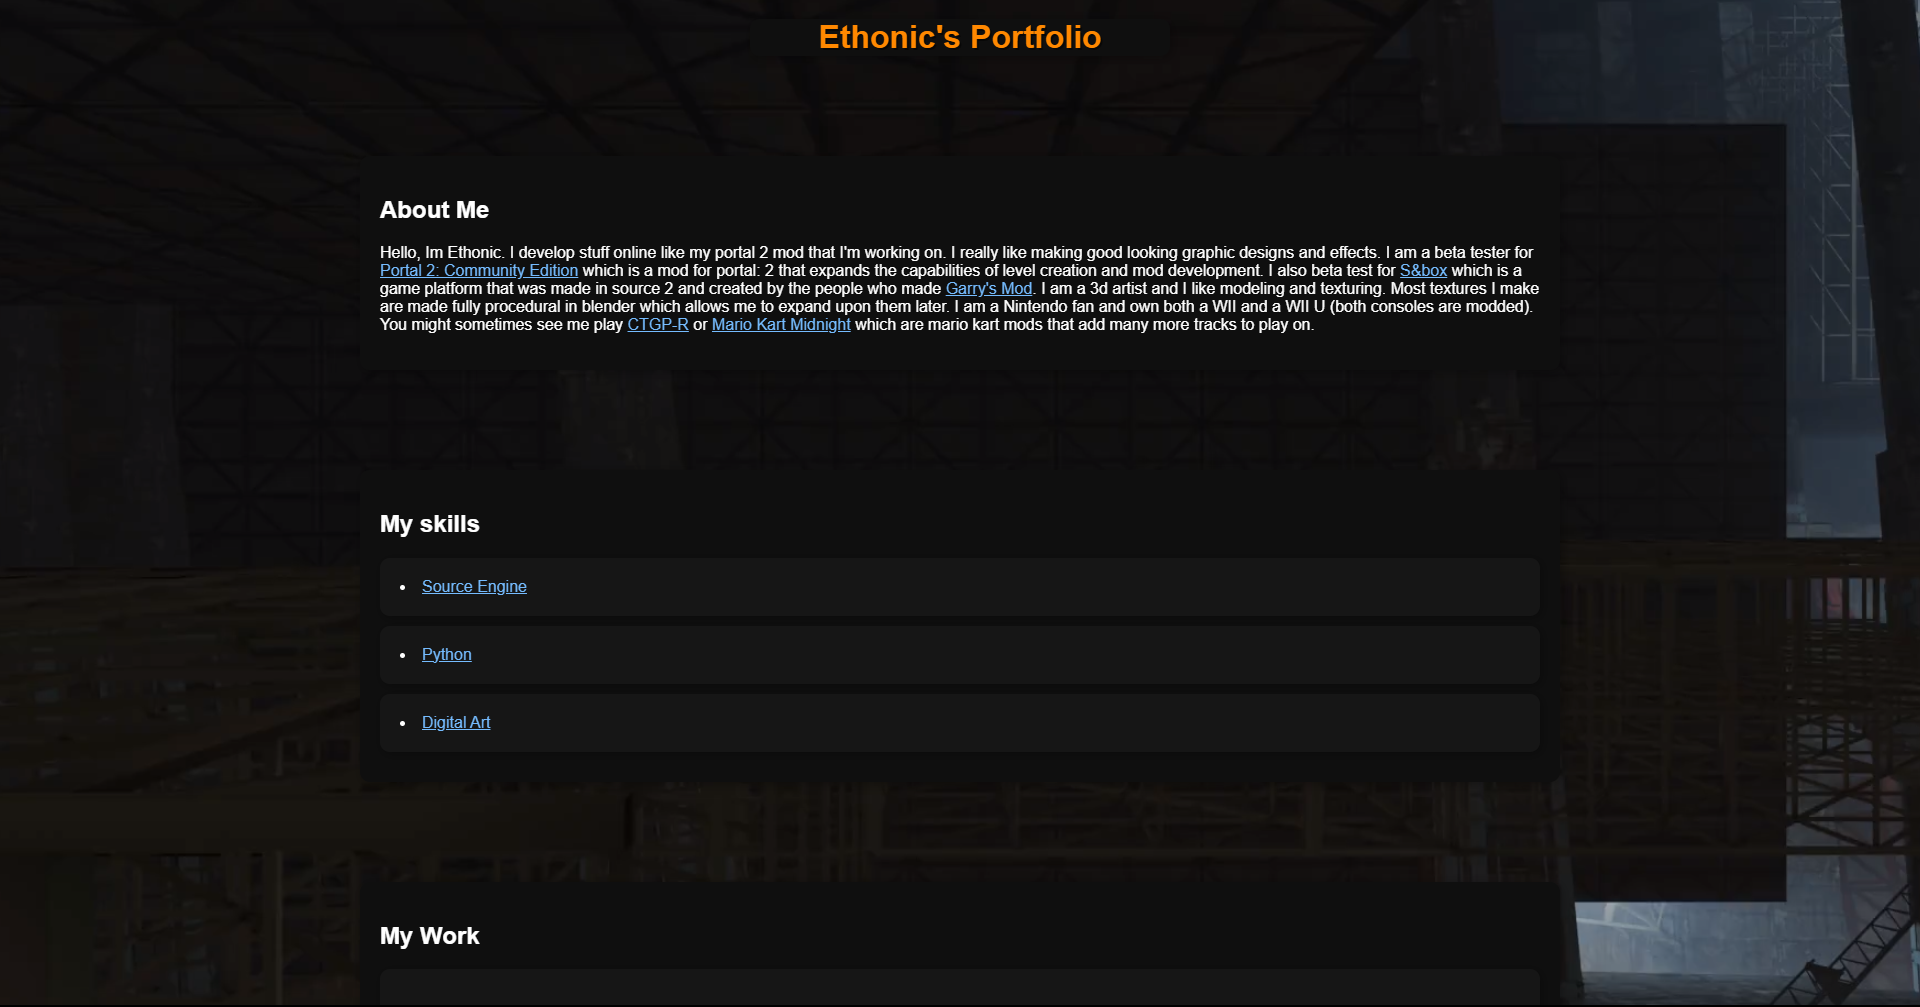 Ethonic's Portfolio
About Me
Hello, Im Ethonic. I develop stuff online like my portal 2 mod that I'm working on. I really like making good looking graphic designs and effects. I am a beta tester for
Portal 2: Community Edition which is a mod for portal: 2 that expands the capabilities of level creation and mod development. I also beta test for S&box which is a
game platform that was made in source 2 and created by the people who made Garry's Mod. I am a 3d artist and I like modeling and texturing. Most textures I make
are made fully procedural in blender which allows me to expand upon them later. I am a Nintendo fan and own both a WII and a WII U (both consoles are modded).
You might sometimes see me play CTGP-R or Mario Kart Midnight which are mario kart mods that add many more tracks to play on.
My skills
• Source Engine
• Python
• Digital Art
My Work